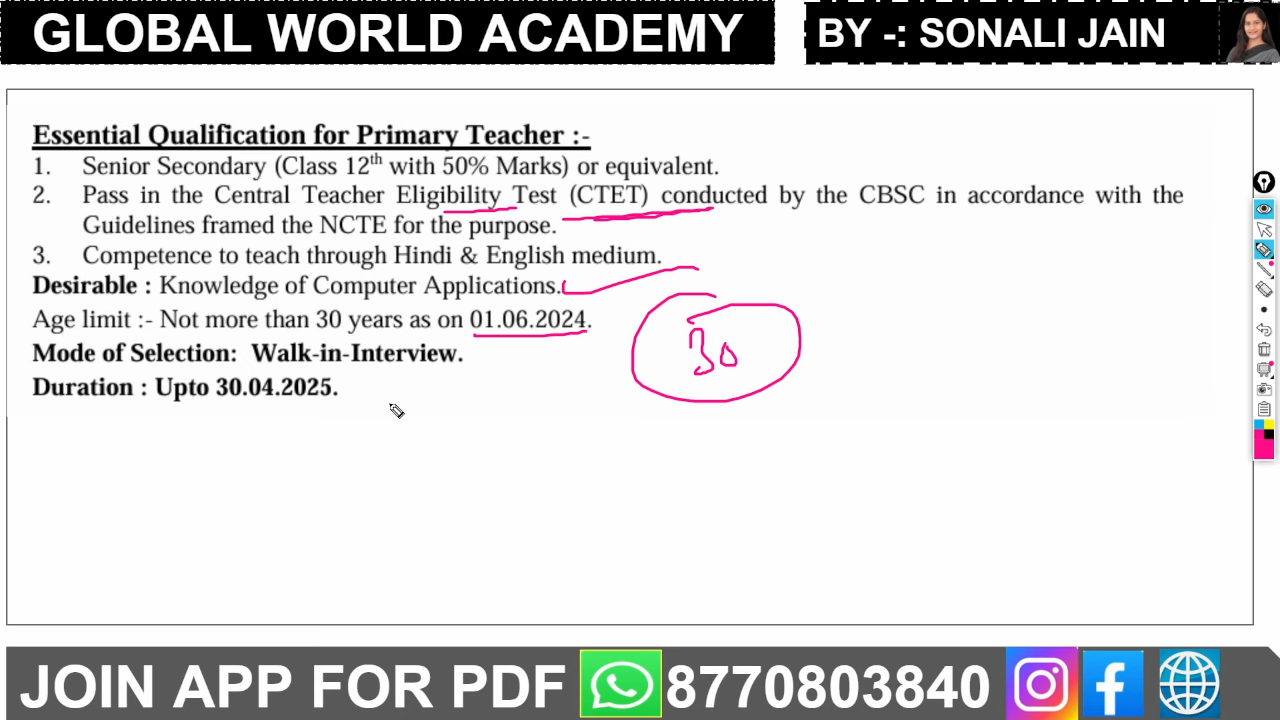 GLOBAL WORLD ACADEMY
BY -: SONALI JAIN
Essential Qualification for Primary Teacher :-
1. Senior Secondary (Class 12th with 50% Marks) or equivalent.
2. Pass in the Central Teacher Eligibility Test (CTET) conducted by the CBSC in accordance with the
Guidelines framed the NCTE for the purpose.
3. Competence to teach through Hindi & English medium.
Desirable : Knowledge of Computer Applications.
Age limit :- Not more than 30 years as on 01.06.2024.
30
Mode of Selection: Walk-in-Interview.
Duration : Upto 30.04.2025.
JOIN APP FOR PDF 8770803840